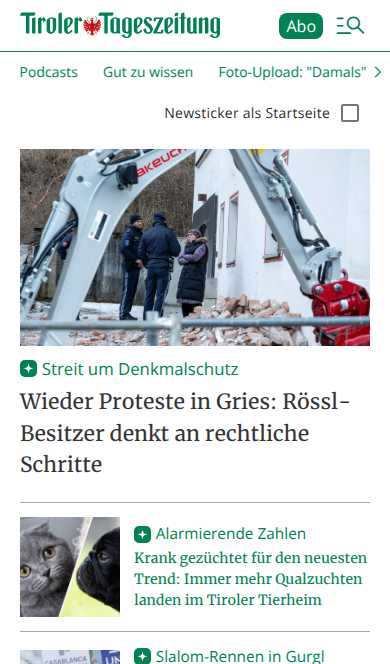 Tiroler Tageszeitung
Abo
Podcasts Gut zu wissen Foto-Upload: "Damals"
Newsticker als Startseite
TAKEUCHI
Streit um Denkmalschutz
Wieder Proteste in Gries: Rössl-
Besitzer denkt an rechtliche
Schritte
Alarmierende Zahlen
Krank gezüchtet für den neuesten
Trend: Immer mehr Qualzuchten
landen im Tiroler Tierheim
Slalom-Rennen in Gurgl
CASABLANCA